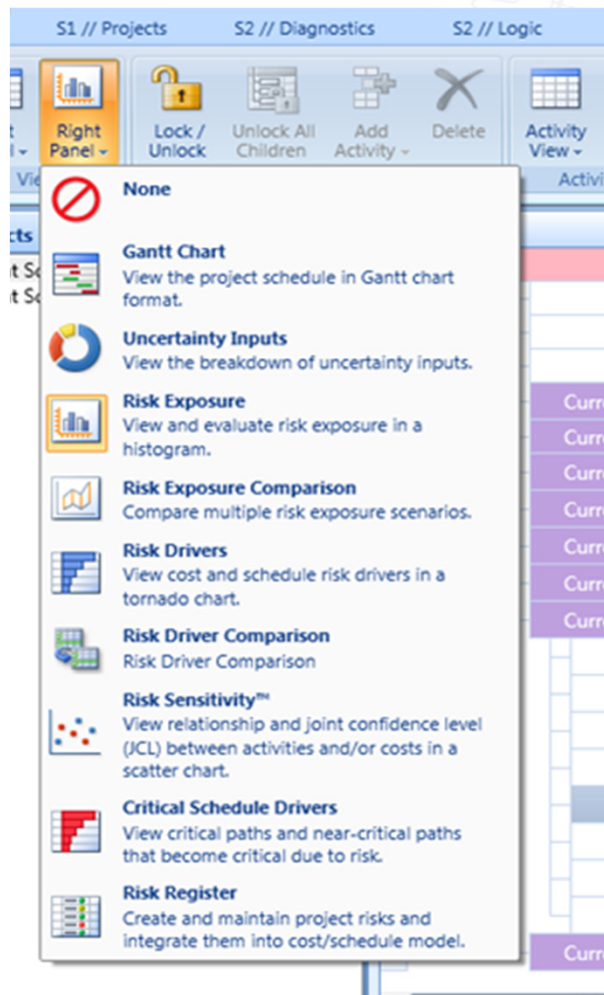 S1 // Projects S2 // Diagnostics S2 // Logic
Right Panel
Lock / Unlock
Unlock All Children
Add Activity
Delete
Activity View
None
Gantt Chart
View the project schedule in Gantt chart
format.
Uncertainty Inputs
View the breakdown of uncertainty inputs.
Risk Exposure
View and evaluate risk exposure in a
histogram.
Risk Exposure Comparison
Compare multiple risk exposure scenarios.
Risk Drivers
View cost and schedule risk drivers in a
tornado chart.
Risk Driver Comparison
Risk Driver Comparison
Risk Sensitivity™
View relationship and joint confidence level
(JCL) between activities and/or costs in a
scatter chart.
Critical Schedule Drivers
View critical paths and near-critical paths
that become critical due to risk.
Risk Register
Create and maintain project risks and
integrate them into cost/schedule model.